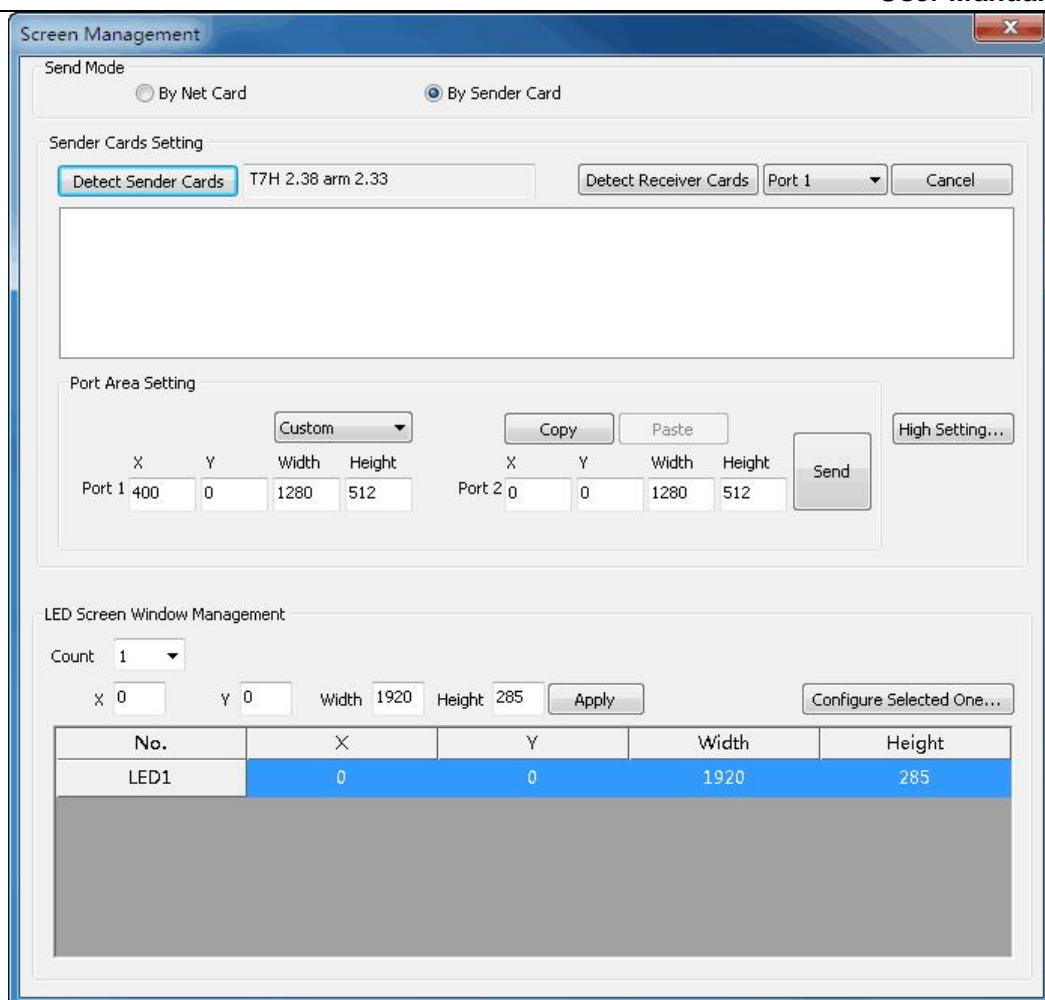 User Manual
Screen Management
Send Mode
By Net Card By Sender Card
Sender Cards Setting
Detect Sender Cards T7H 2.38 arm 2.33 Detect Receiver Cards Port 1 Cancel
Port Area Setting
Custom Copy Paste High Setting...
X Y Width Height X Y Width Height Send
Port 1 400 0 1280 512 Port 2 0 0 1280 512
LED Screen Window Management
Count 1
X 0 Y 0 Width 1920 Height 285 Apply Configure Selected One...
No. X Y Width Height
LED1 0 0 1920 285